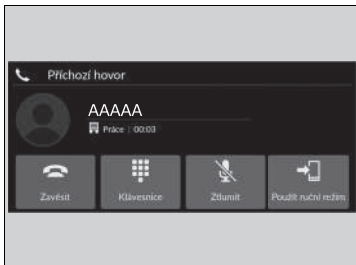 Příchozí hovor
AAAAA
Práce | 00:03
Zavěsit
Klávesnice
Ztlumit
Použít ruční režim